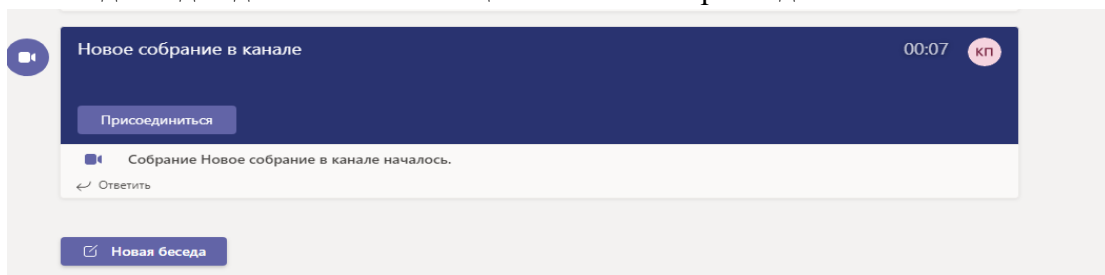 Новое собрание в канале 00:07 КП
Присоединиться
Собрание Новое собрание в канале началось.
Ответить
Новая беседа